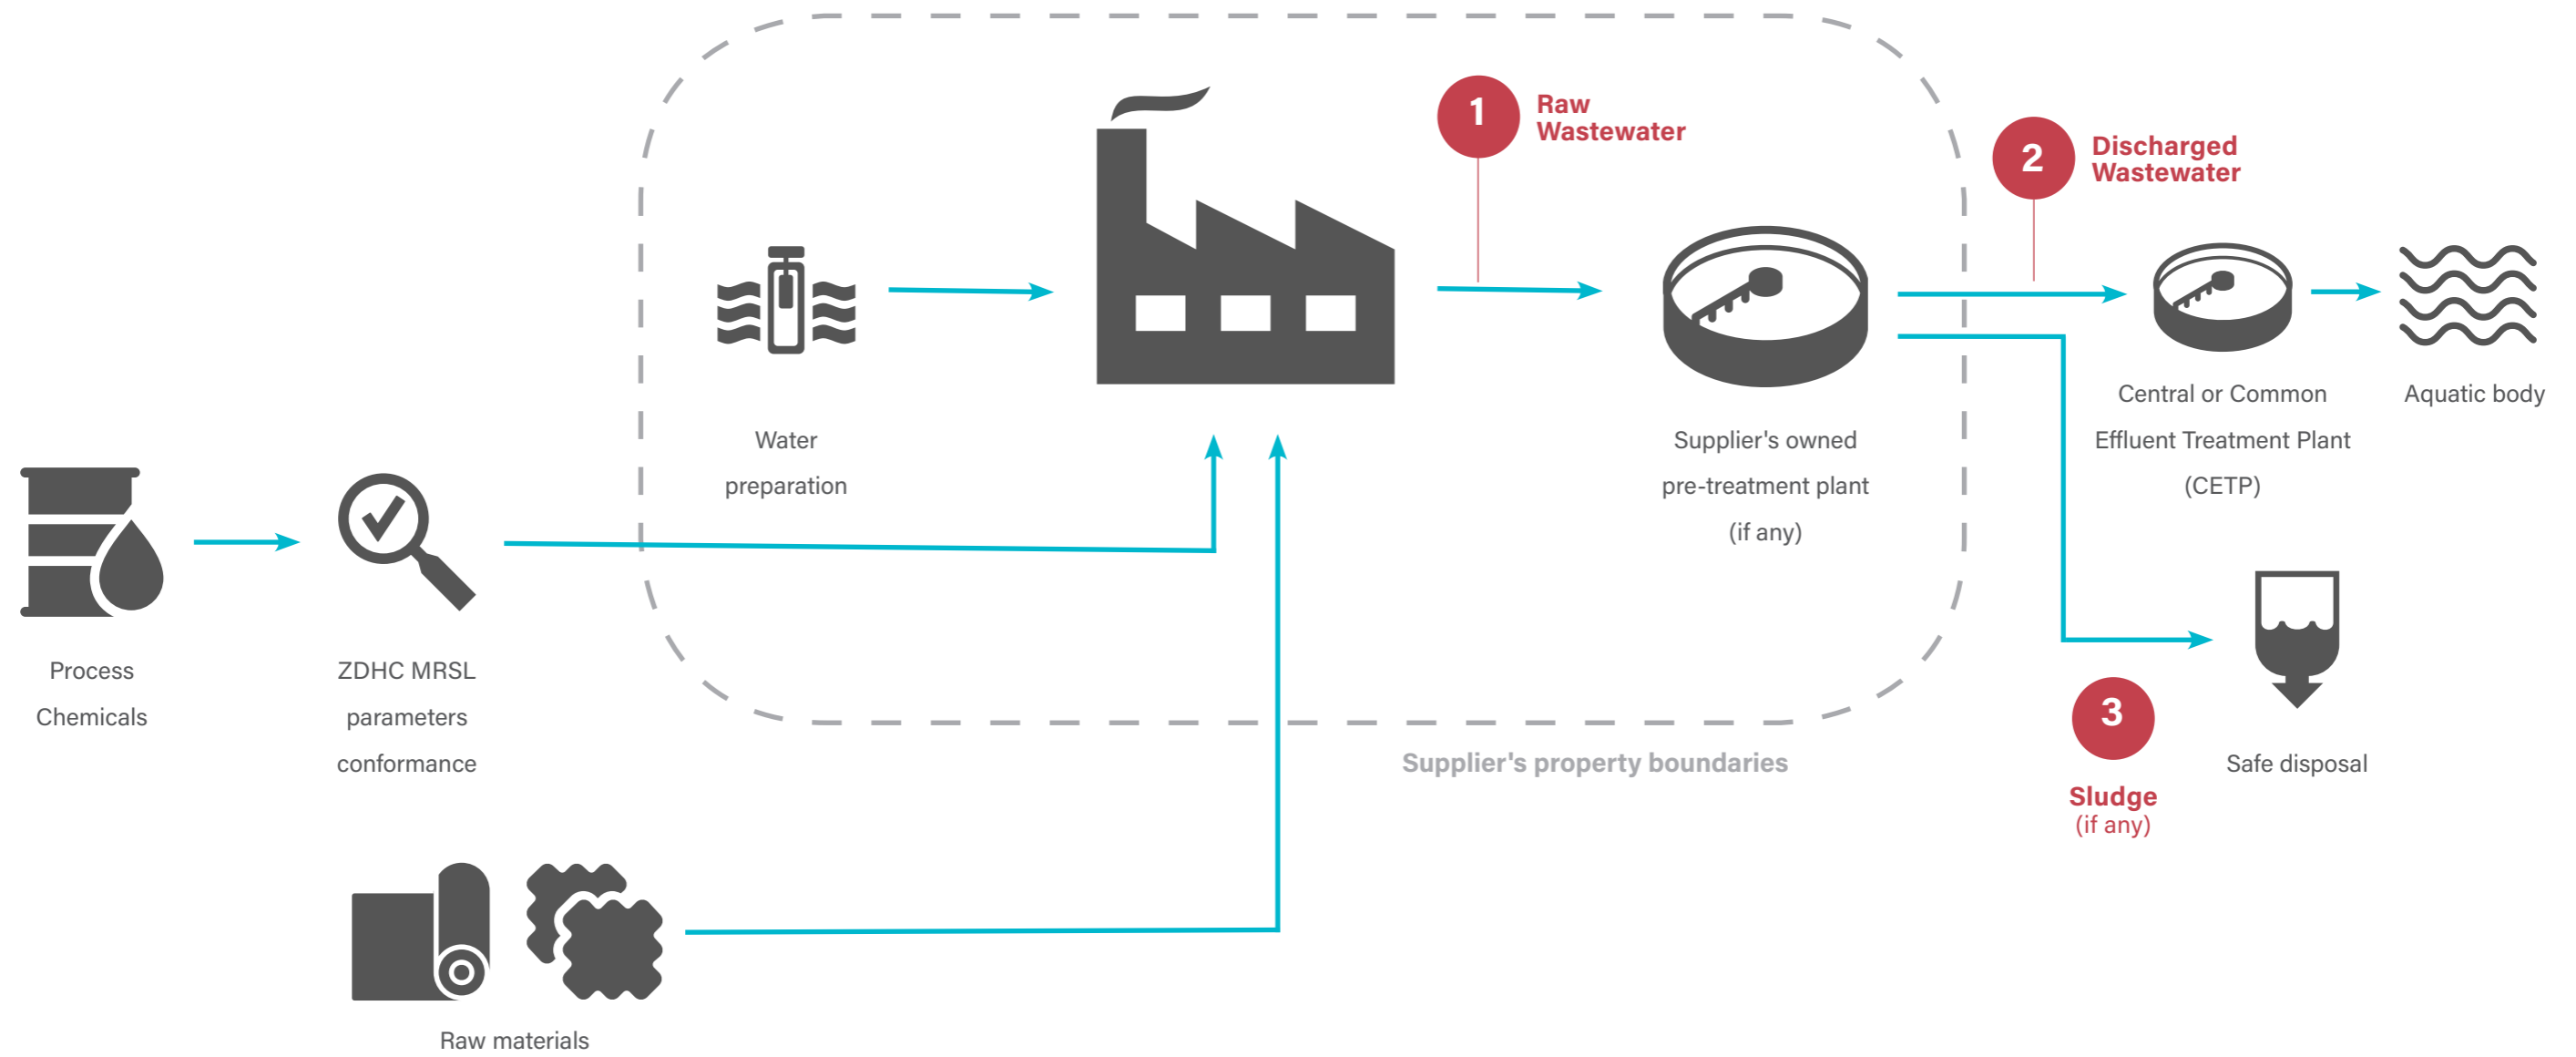 1
Raw
Wastewater
2
Discharged
Wastewater
Water
preparation
Supplier's owned
pre-treatment plant
(if any)
Central or Common
Effluent Treatment Plant
(CETP)
Aquatic body
Process
Chemicals
ZDHC MRSL
parameters
conformance
Supplier's property boundaries
3
Sludge
(if any)
Safe disposal
Raw materials